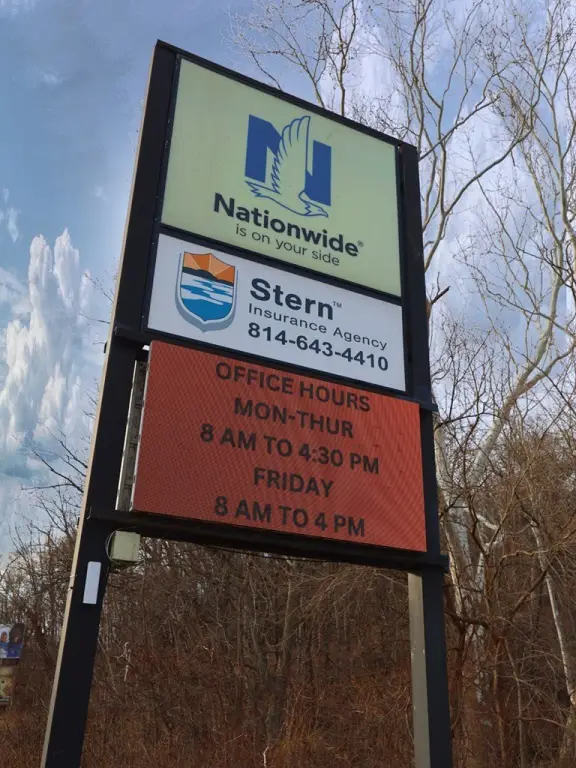 N
Nationwide®
is on your side
Stern™
Insurance Agency
814-643-4410
OFFICE HOURS
MON-THUR
8 AM TO 4:30 PM
FRIDAY
8 AM TO 4 PM